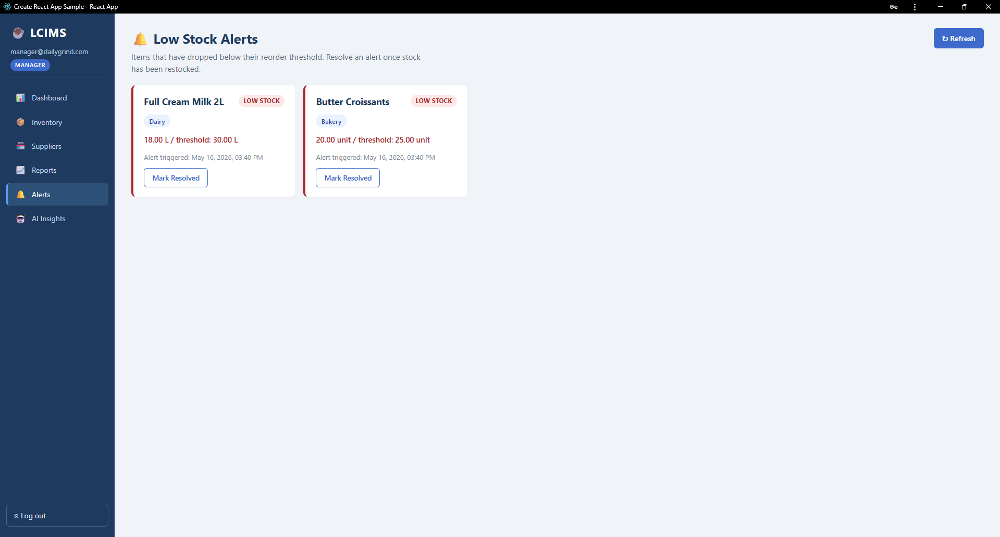 Create React App Sample - React App
LCIMS
manager@dailygrind.com
MANAGER
Dashboard
Inventory
Suppliers
Reports
Alerts
AI Insights
Log out
Low Stock Alerts
Refresh
Items that have dropped below their reorder threshold. Resolve an alert once stock
has been restocked.
Full Cream Milk 2L
LOW STOCK
Dairy
18.00 L / threshold: 30.00 L
Alert triggered: May 16, 2026, 03:40 PM
Mark Resolved
Butter Croissants
LOW STOCK
Bakery
20.00 unit / threshold: 25.00 unit
Alert triggered: May 16, 2026, 03:40 PM
Mark Resolved